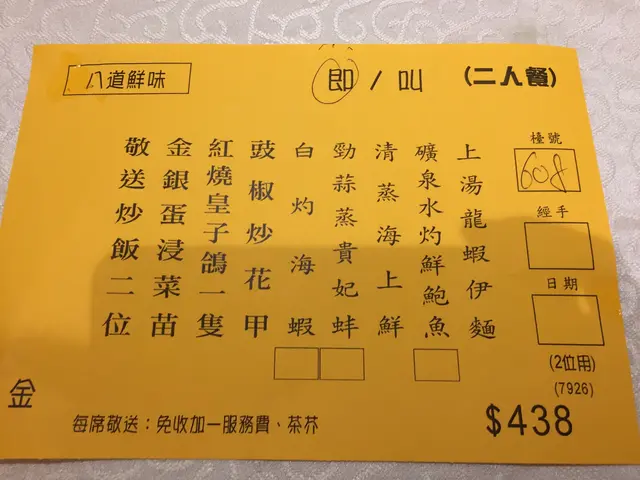 八道鮮味
即 / 叫
(二人餐)
檯號
608
經手
日期
上湯龍蝦伊麵
礦泉水灼鮮鮑魚
清蒸海上鮮
勁蒜蒸貴妃蚌
白灼海蝦
豉椒炒花甲
紅燒皇子鴿一隻
金銀蛋浸菜苗
敬送炒飯二位
(2位用)
(7926)
$438
金
每席敬送：免收加一服務費、茶芥